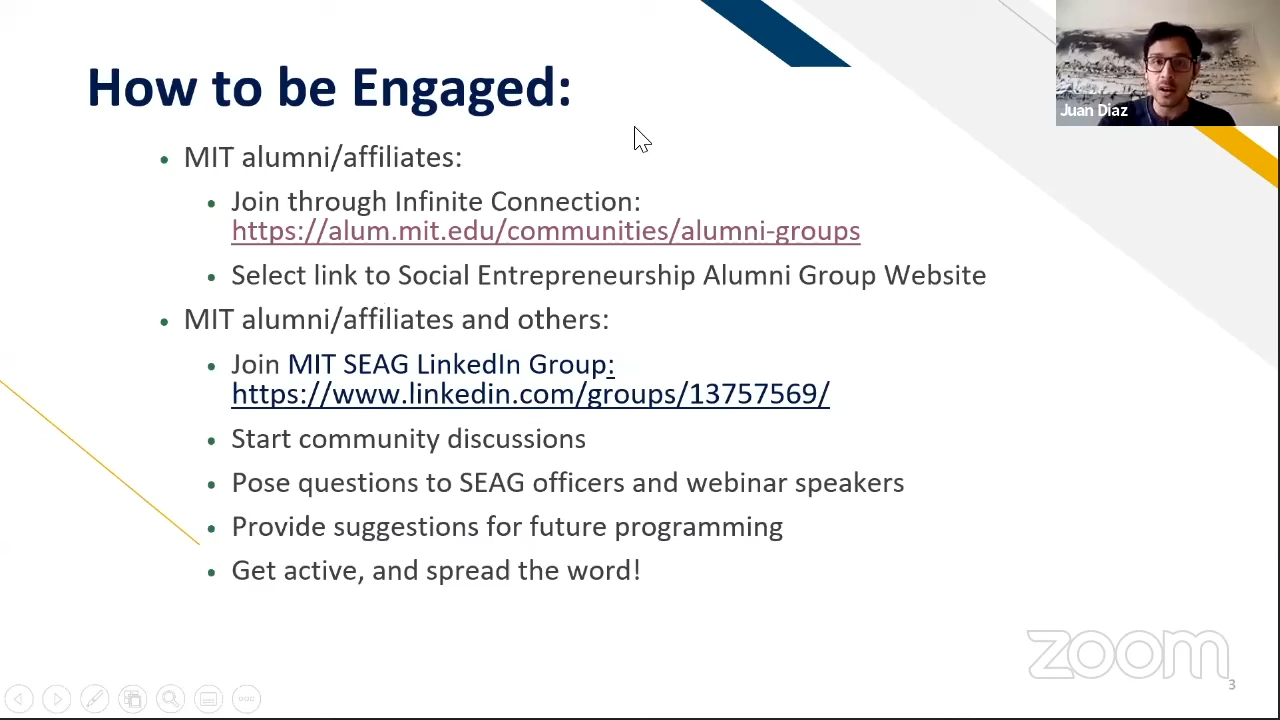 How to be Engaged:
Juan Diaz
MIT alumni/affiliates:
Join through Infinite Connection:
https://alum.mit.edu/communities/alumni-groups
Select link to Social Entrepreneurship Alumni Group Website
MIT alumni/affiliates and others:
Join MIT SEAG LinkedIn Group:
https://www.linkedin.com/groups/13757569/
Start community discussions
Pose questions to SEAG officers and webinar speakers
Provide suggestions for future programming
Get active, and spread the word!
zoom
3